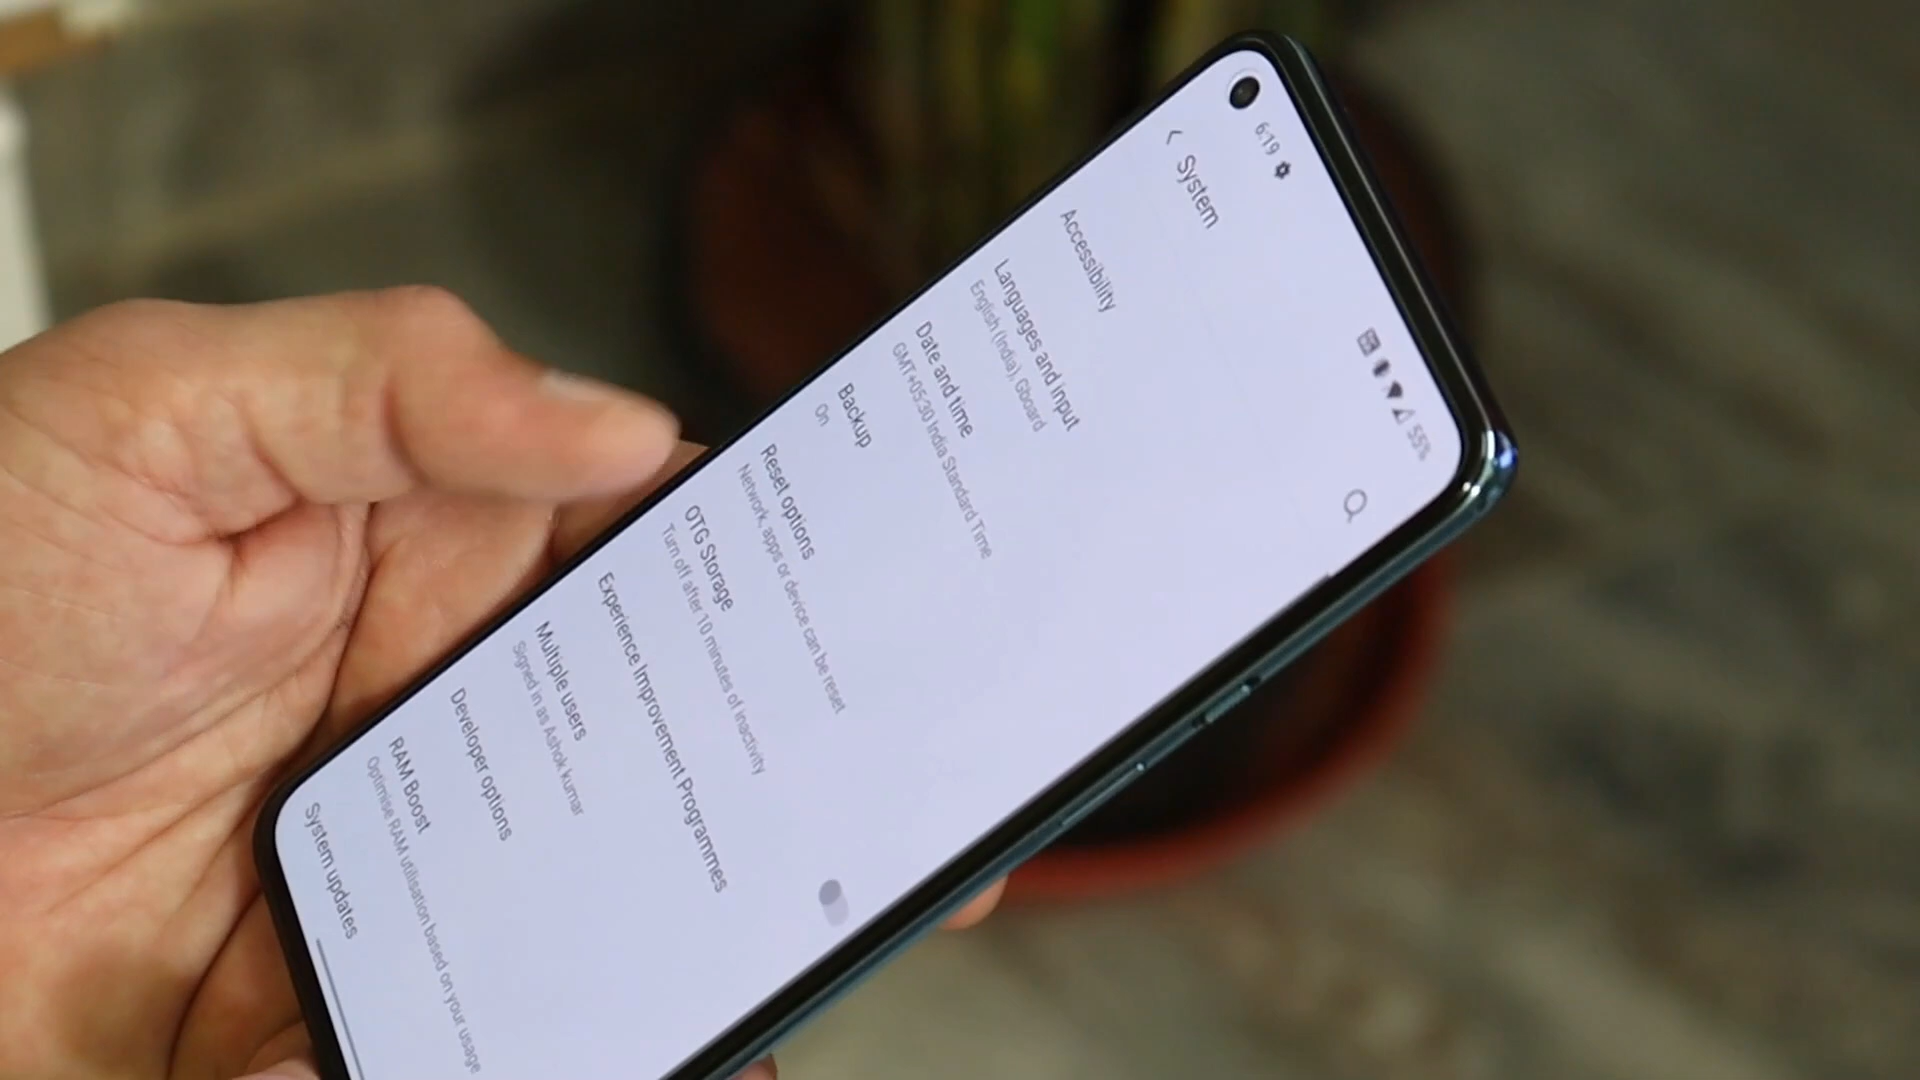 6:19
55%
System
Accessibility
Languages and input
English (India), Gboard
Date and time
GMT+05:30 India Standard Time
Backup
On
Reset options
Network, apps or device can be reset
OTG Storage
Turn off after 10 minutes of inactivity
Experience Improvement Programmes
Multiple users
Signed in as Ashok kumar
Developer options
RAM Boost
Optimise RAM utilisation based on your usage
System updates